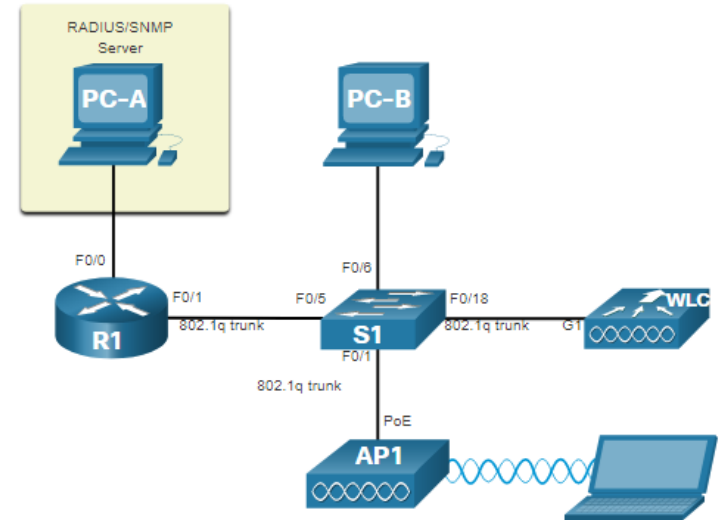 RADIUS/SNMP
Server
PC-A
PC-B
F0/0
F0/6
F0/1
F0/5
F0/18
WLC
802.1q trunk
802.1q trunk
G1
R1
S1
F0/1
802.1q trunk
PoE
AP1